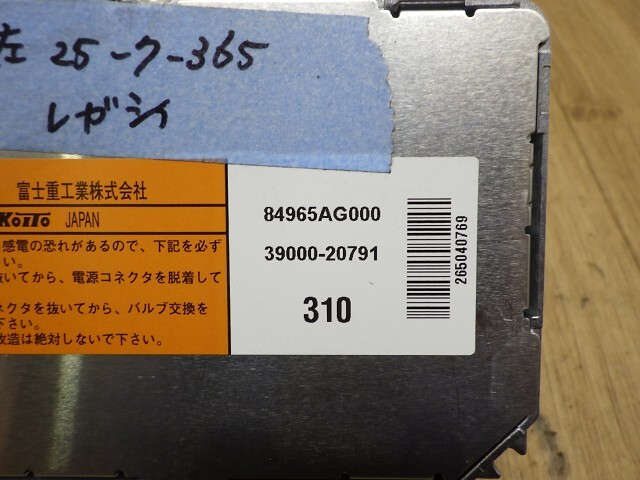 左 25-7-365
レガシイ
富士重工業株式会社
KOITO JAPAN
感電の恐れがあるので、下記を必ず
い。
抜いてから、電源コネクタを脱着して
ネクタを抜いてから、バルブ交換を
下さい。
改造は絶対しないで下さい。
84965AG000
39000-20791
310
265040769